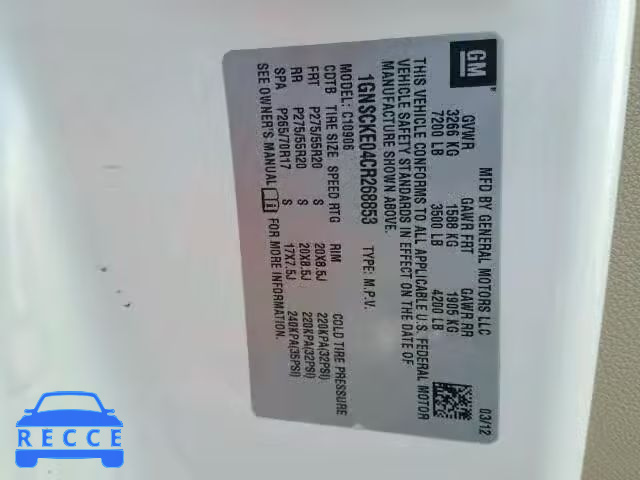 GM
MFD BY GENERAL MOTORS LLC
03/12
GVWR GAWR FRT GAWR RR
3266 KG 1588 KG 1905 KG
7200 LB 3500 LB 4200 LB
THIS VEHICLE CONFORMS TO ALL APPLICABLE U.S. FEDERAL MOTOR
VEHICLE SAFETY STANDARDS IN EFFECT ON THE DATE OF
MANUFACTURE SHOWN ABOVE.
1GNSCKE04CR268853 TYPE: M.P.V.
MODEL: C10906
CDTB TIRE SIZE SPEED RTG RIM COLD TIRE PRESSURE
FRT P275/55R20 S 20X8.5J 220KPA(32PSI)
RR P275/55R20 S 20X8.5J 220KPA(32PSI)
SPA P265/70R17 S 17X7.5J 240KPA(35PSI)
SEE OWNER'S MANUAL FOR MORE INFORMATION.
RECCE